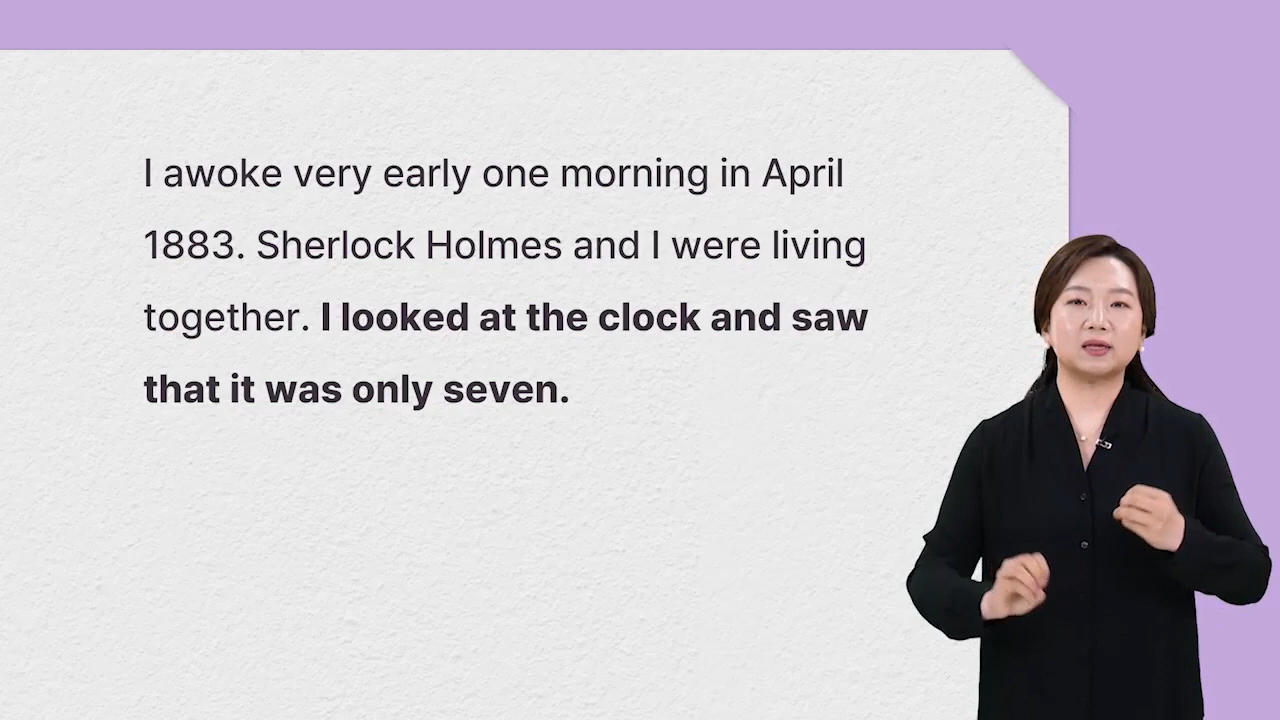 I awoke very early one morning in April
1883. Sherlock Holmes and I were living
together. I looked at the clock and saw
that it was only seven.